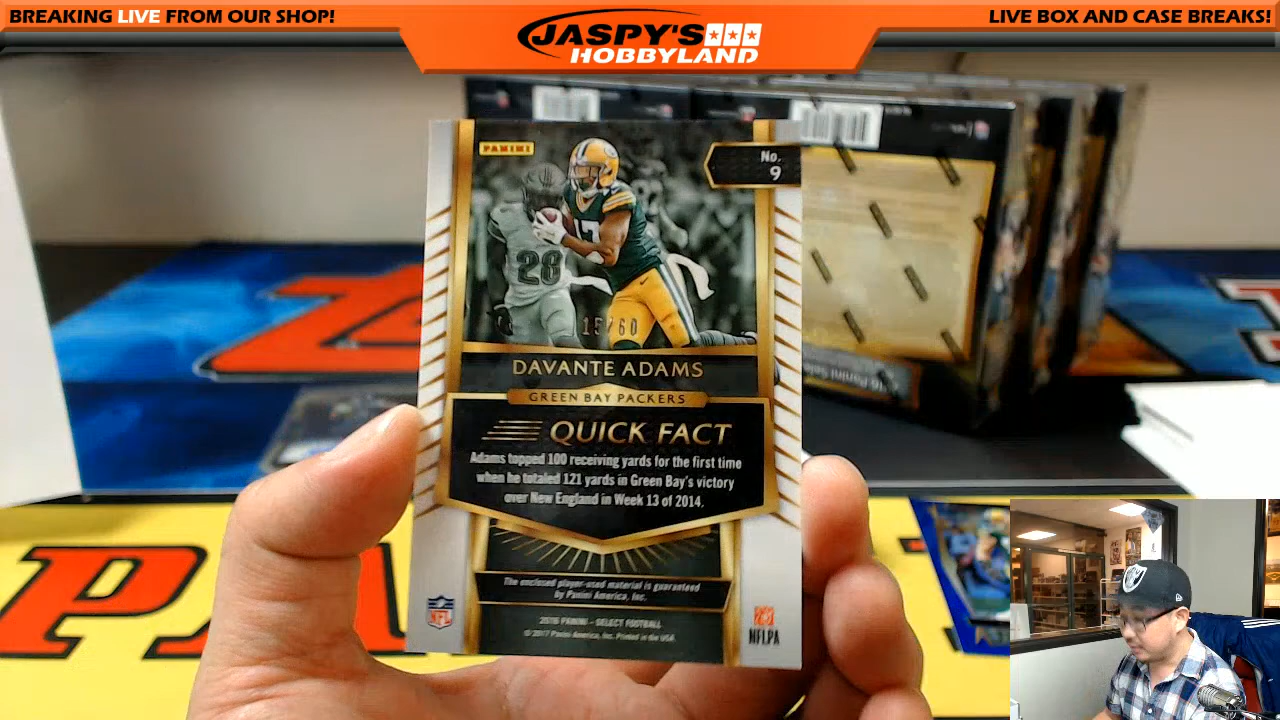 BREAKING LIVE FROM OUR SHOP!
JASPY'S
HOBBYLAND
LIVE BOX AND CASE BREAKS!
PANINI
No.
9
17
28
15/60
DAVANTE ADAMS
GREEN BAY PACKERS
QUICK FACT
Adams topped 100 receiving yards for the first time
when he totaled 121 yards in Green Bay's victory
over New England in Week 13 of 2014.
The enclosed player-used material is guaranteed
by Panini America, Inc.
2016 PANINI - SELECT FOOTBALL
© 2017 Panini America, Inc. Printed in the USA
NFL
NFLPA